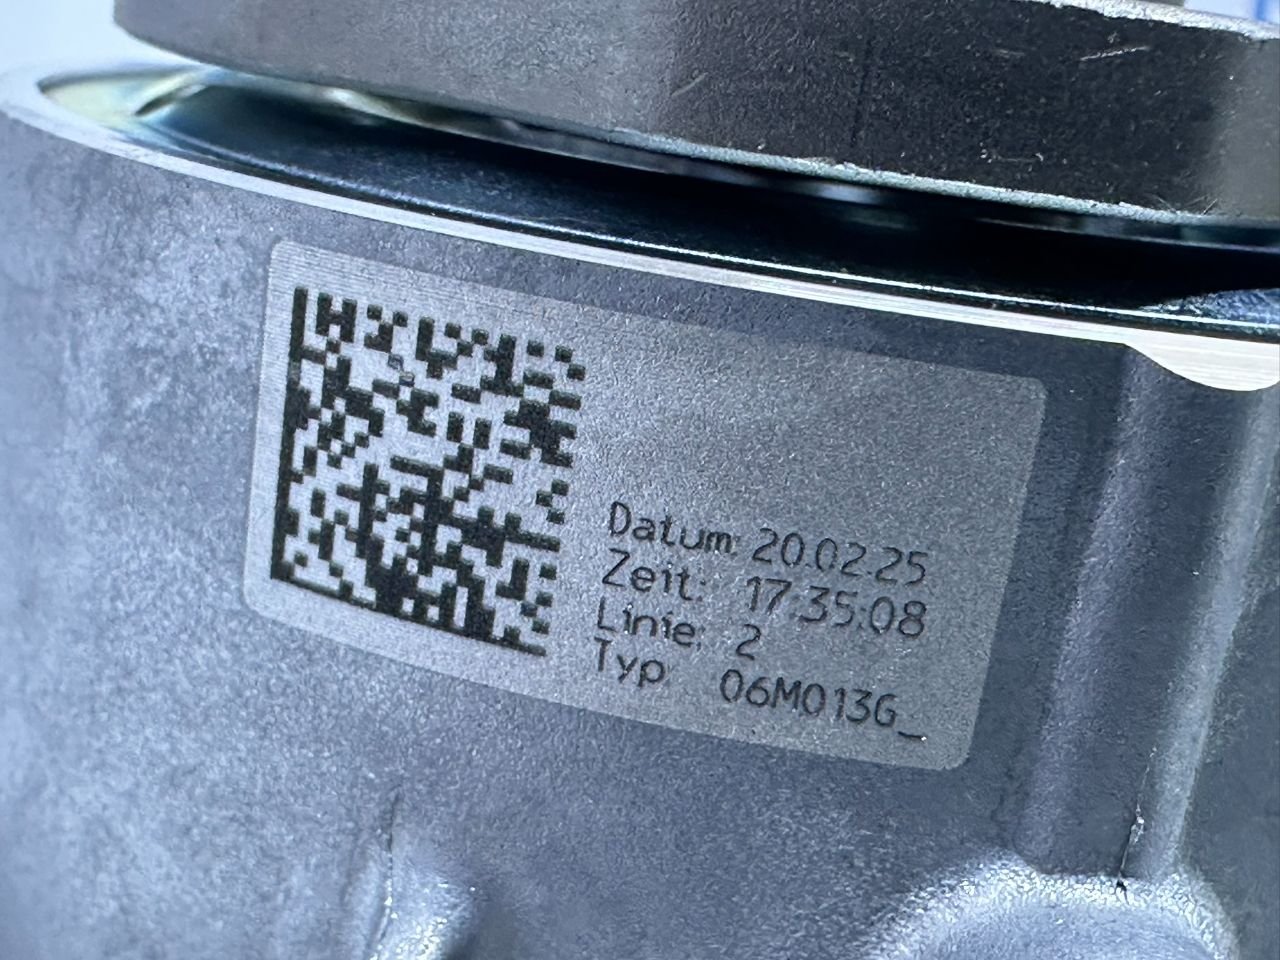 Datum: 20.02.25
Zeit: 17:35:08
Linie: 2
Typ: 06M013G_